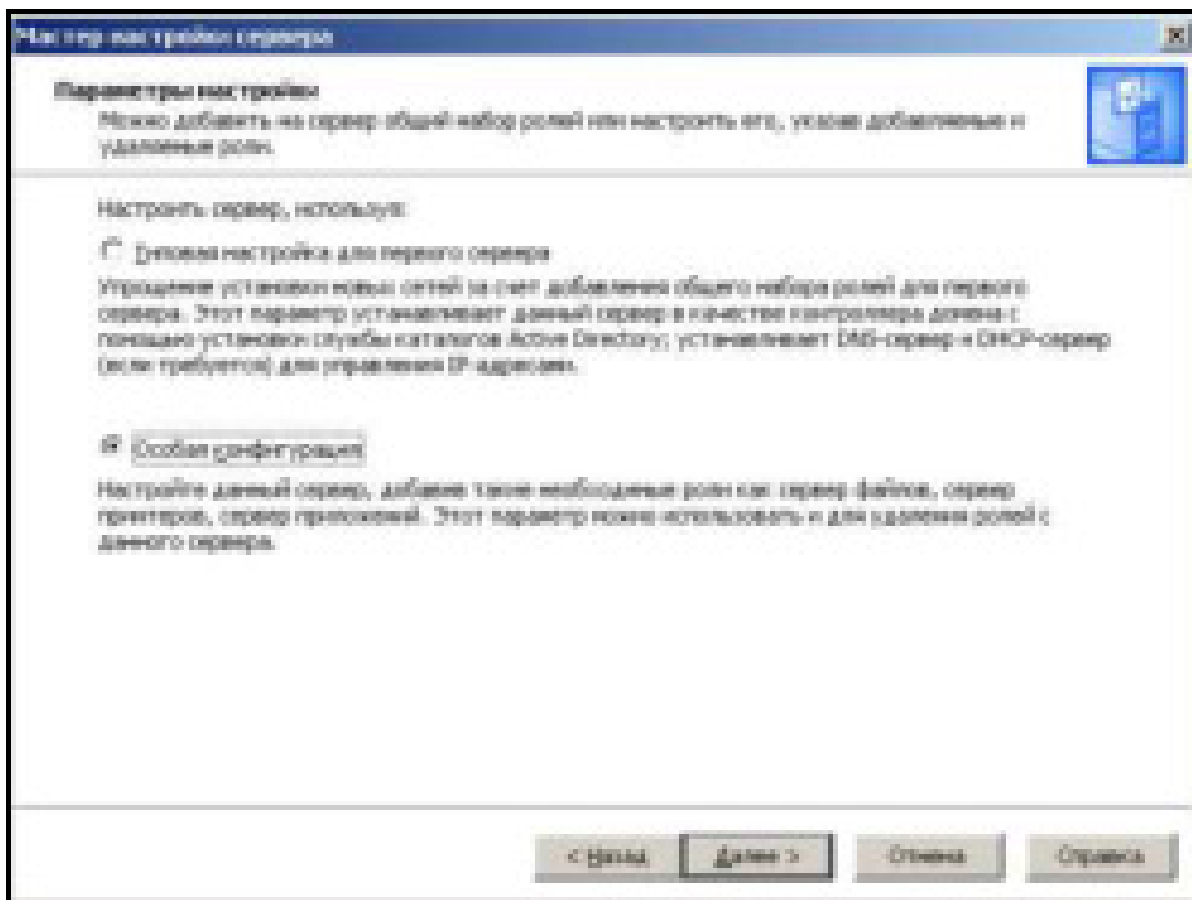 Мастер настройки сервера
Параметры настройки
Можно добавить на сервер общий набор ролей или настроить его, указав добавляемые и
удаляемые роли.
Настроить сервер, используя:
Типовая настройка для первого сервера
Упрощение установки новых сетей за счет добавления общего набора ролей для первого
сервера. Этот параметр устанавливает данный сервер в качестве контроллера домена с
помощью установки службы каталогов Active Directory; устанавливает DNS-сервер и DHCP-сервер
(если требуется) для управления IP-адресами.
Особая конфигурация
Настройте данный сервер, добавив такие необходимые роли как сервер файлов, сервер
принтеров, сервер приложений. Этот параметр можно использовать и для удаления ролей с
данного сервера.
< Назад Далее > Отмена Справка